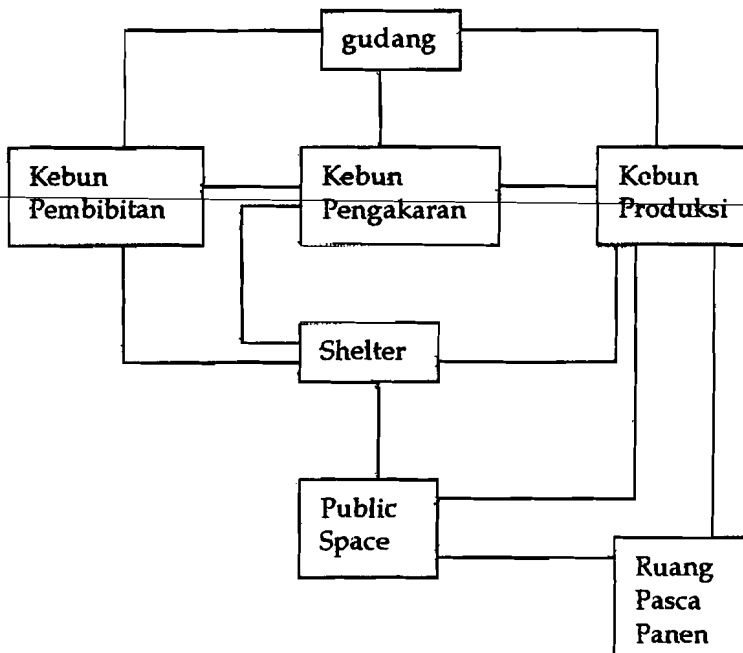 gudang
Kebun
Pembibitan
Kebun
Pengakaran
Kebun
Produksi
Shelter
Public
Space
Ruang
Pasca
Panen